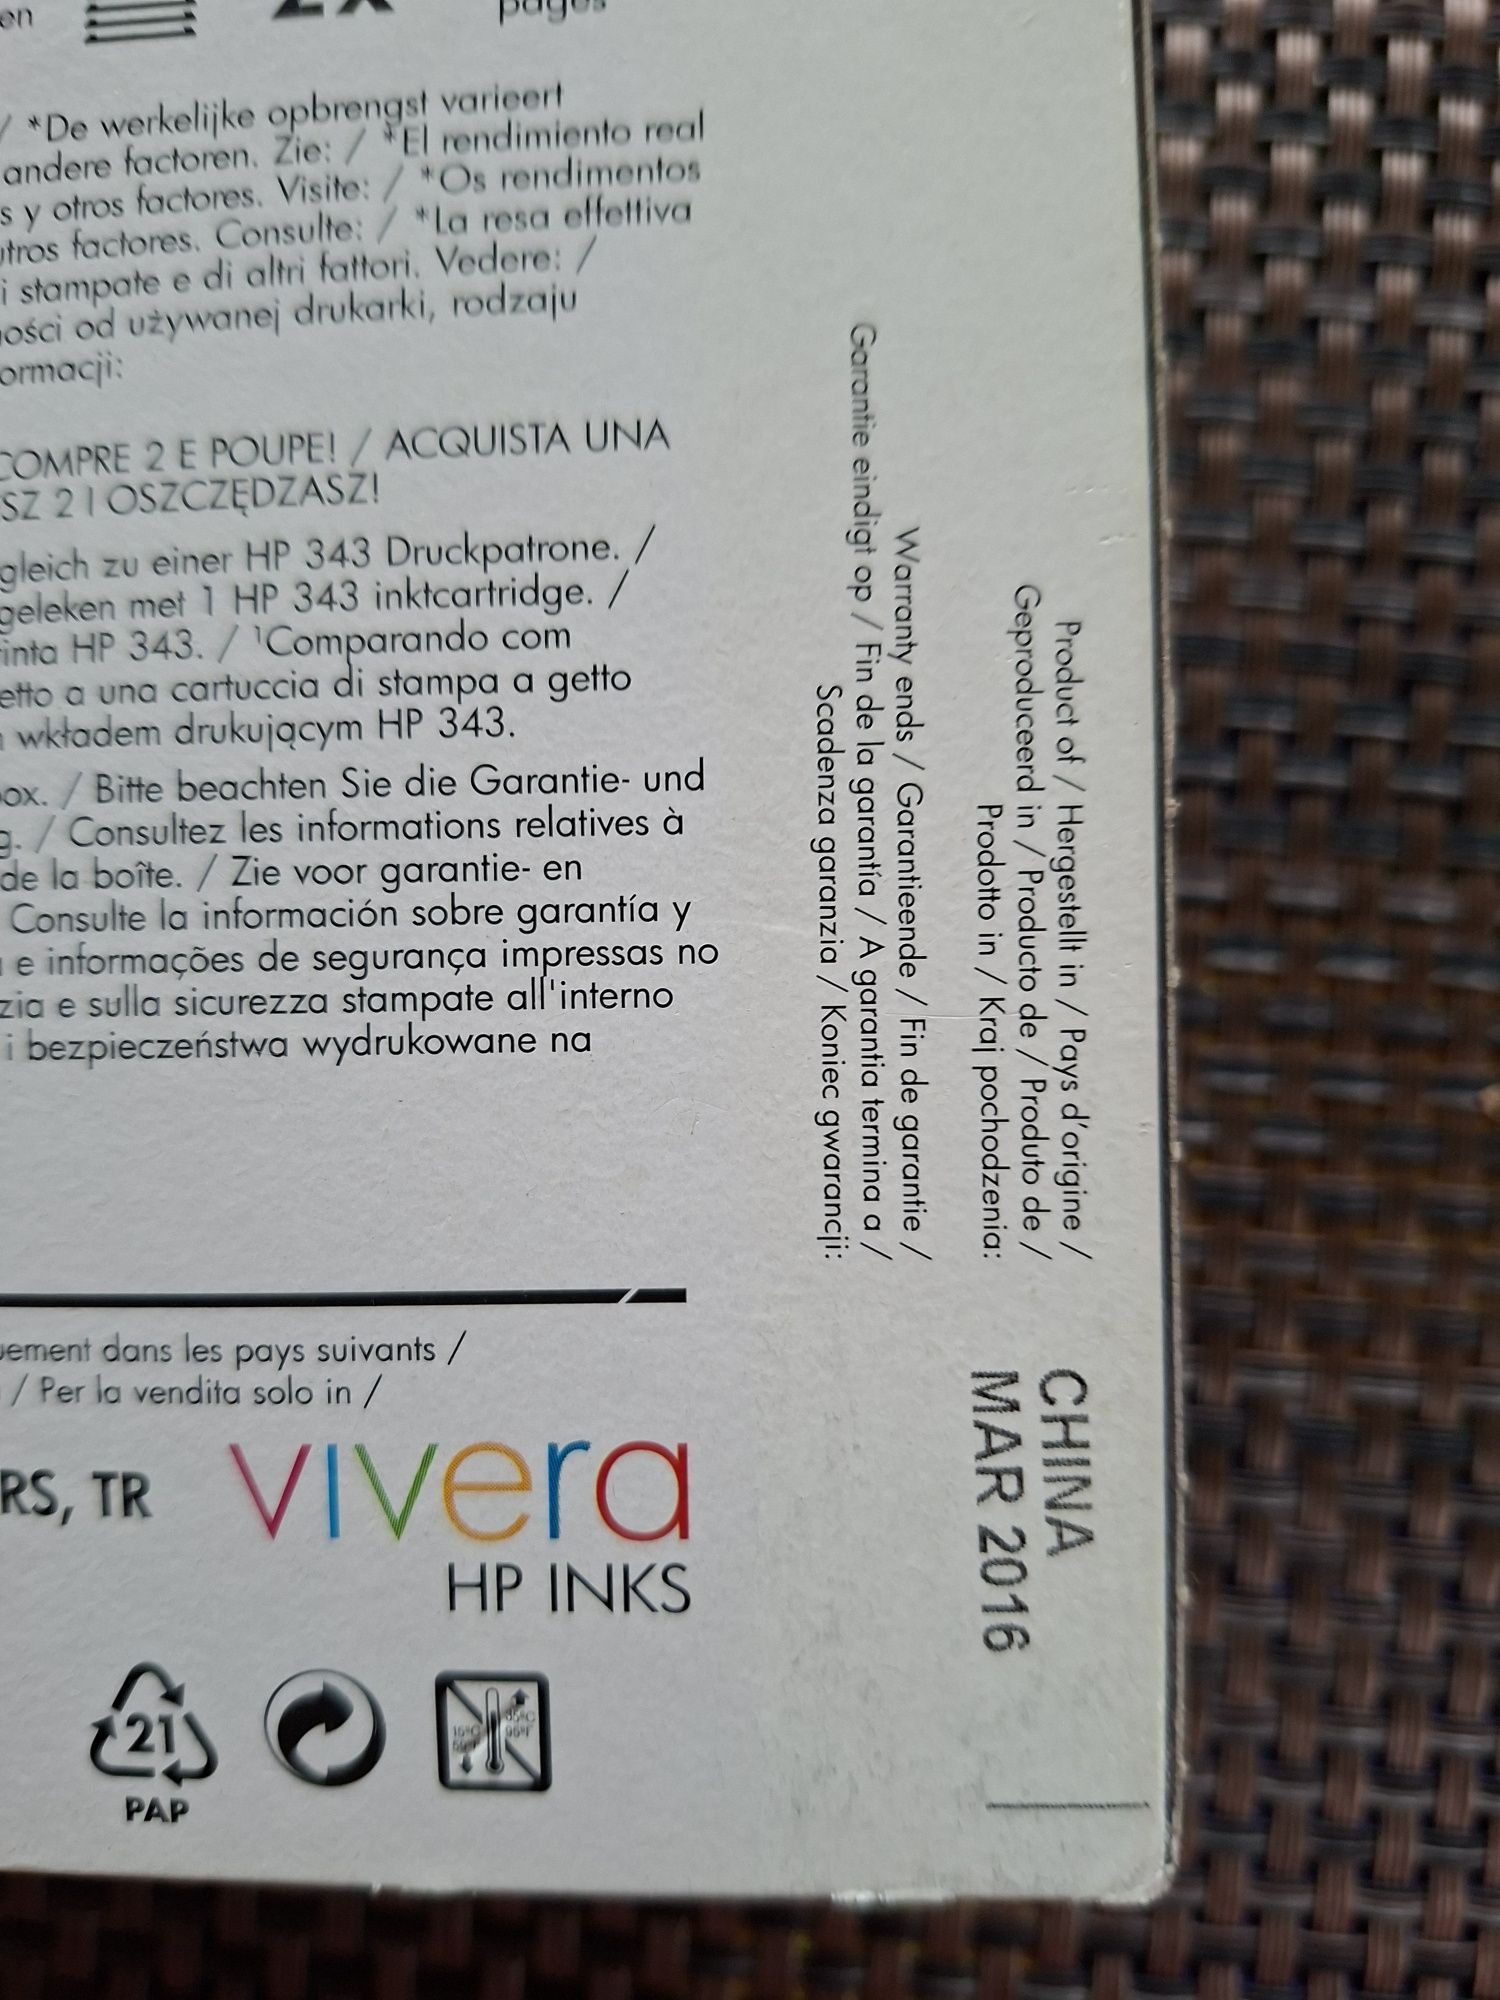 en 2x pages
/ *De werkelijke opbrengst varieert
andere factoren. Zie: / *El rendimiento real
s y otros factores. Visite: / *Os rendimentos
utros factores. Consulte: / *La resa effettiva
i stampate e di altri fattori. Vedere: /
ności od używanej drukarki, rodzaju
ormacji:
COMPRE 2 E POUPE! / ACQUISTA UNA
SZ 2 I OSZCZĘDZASZ!
gleich zu einer HP 343 Druckpatrone. /
geleken met 1 HP 343 inktcartridge. /
inta HP 343. / ¹Comparando com
etto a una cartuccia di stampa a getto
wkładem drukującym HP 343.
ox. / Bitte beachten Sie die Garantie- und
g. / Consultez les informations relatives à
de la boîte. / Zie voor garantie- en
Consulte la información sobre garantía y
e informações de segurança impressas no
zia e sulla sicurezza stampate all'interno
i bezpieczeństwa wydrukowane na
uement dans les pays suivants /
/ Per la vendita solo in /
RS, TR
vivera
HP INKS
21
PAP
15°C
35°C
95°F
Product of / Hergestellt in / Pays d'origine /
Geproduceerd in / Producto de / Produto de /
Prodotto in / Kraj pochodzenia:
Warranty ends / Garantieende / Fin de garantie /
Garantie eindigt op / Fin de la garantía / A garantia termina a /
Scadenza garanzia / Koniec gwarancji:
CHINA
MAR 2016